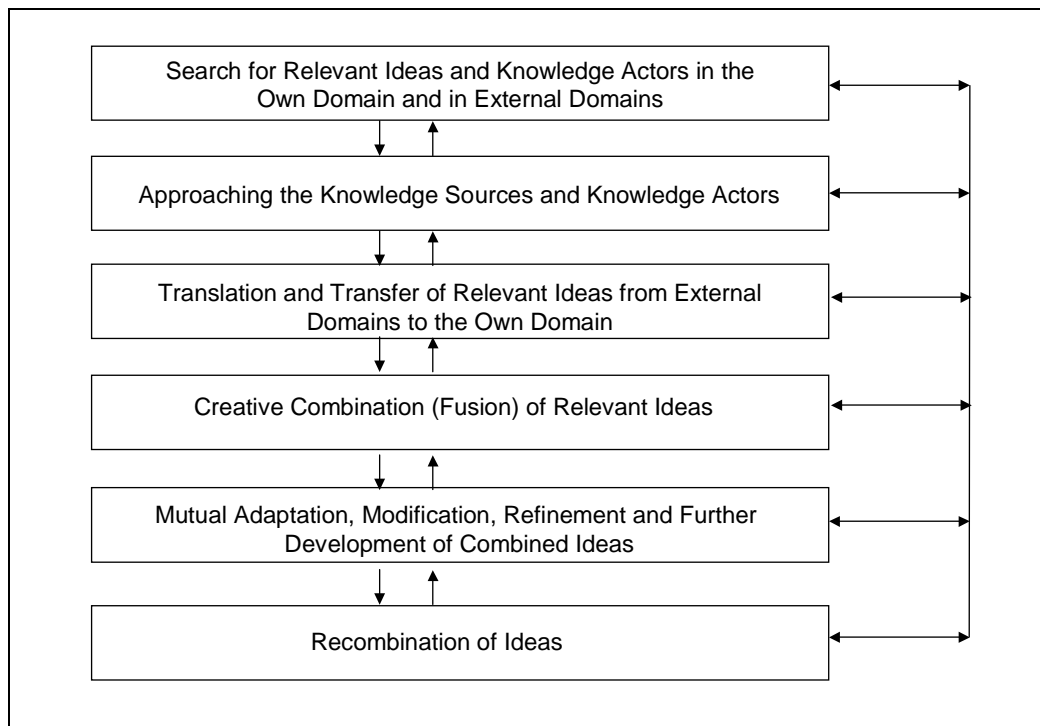 Search for Relevant Ideas and Knowledge Actors in the
Own Domain and in External Domains
Approaching the Knowledge Sources and Knowledge Actors
Translation and Transfer of Relevant Ideas from External
Domains to the Own Domain
Creative Combination (Fusion) of Relevant Ideas
Mutual Adaptation, Modification, Refinement and Further
Development of Combined Ideas
Recombination of Ideas